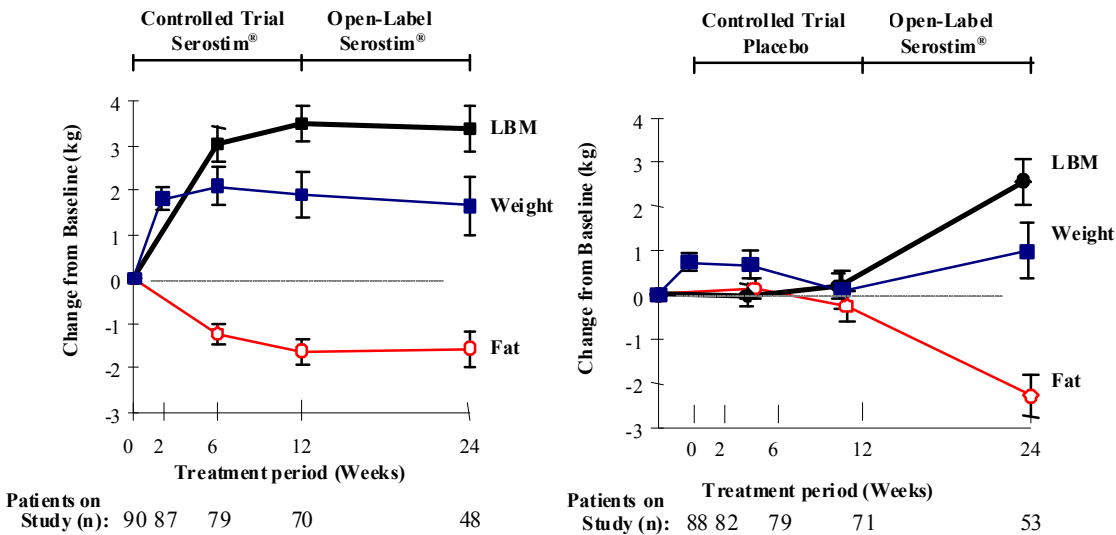 Controlled Trial
Serostim®
Open-Label
Serostim®
4
3
2
1
0
-1
-2
-3
Change from Baseline (kg)
LBM
Weight
Fat
0 2 6 12 24
Treatment period (Weeks)
Patients on
Study (n): 90 87 79 70 48
Controlled Trial
Placebo
Open-Label
Serostim®
4
3
2
1
0
-1
-2
-3
Change from Baseline (kg)
LBM
Weight
Fat
0 2 6 12 24
Treatment period (Weeks)
Patients on
Study (n): 88 82 79 71 53